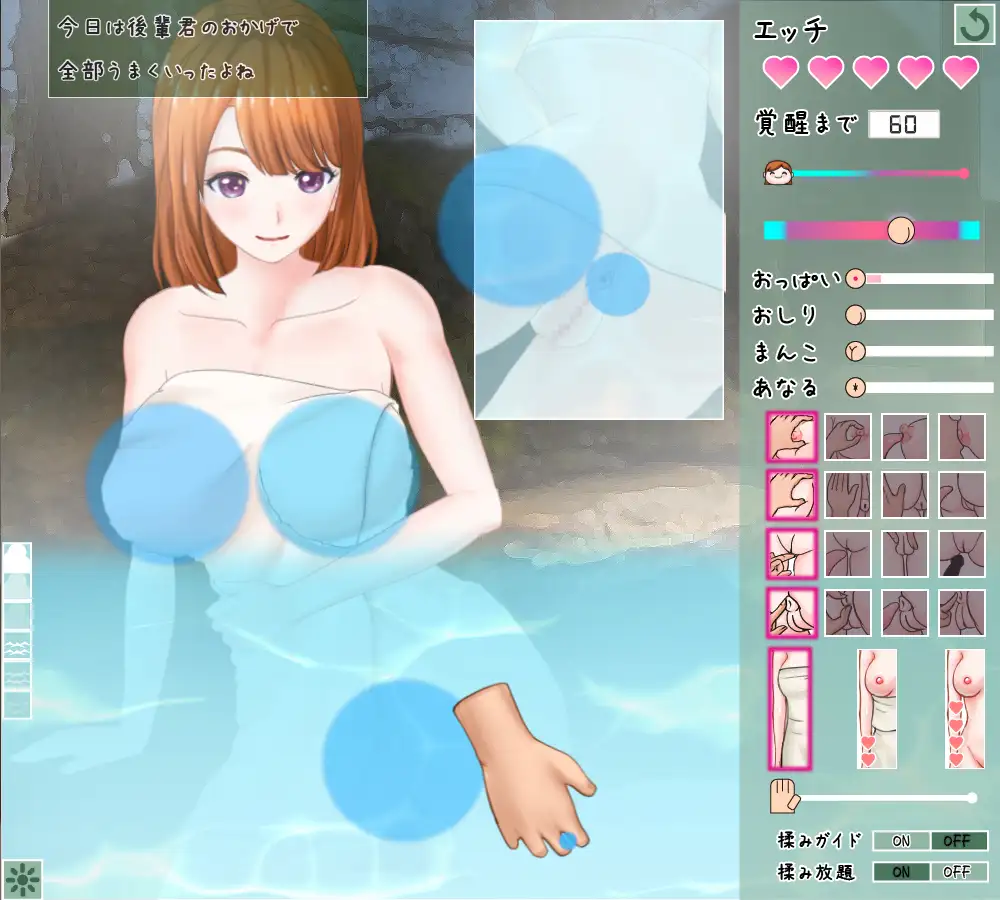 今日は後輩君のおかげで
全部うまくいったよね
エッチ
覚醒まで 60
おっぱい
おしり
まんこ
あなる
揉みガイド ON OFF
揉み放題 ON OFF